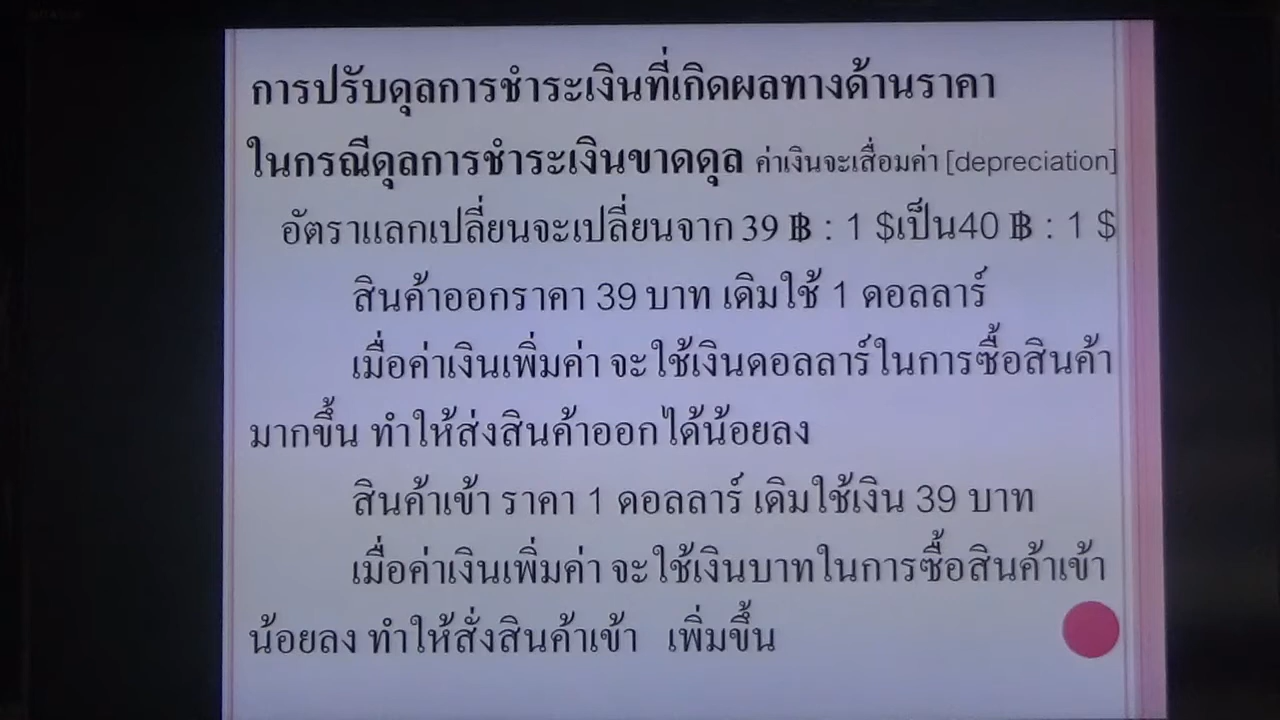 การปรับดุลการชำระเงินที่เกิดผลทางด้านราคา
ในกรณีดุลการชำระเงินขาดดุล ค่าเงินจะเสื่อมค่า [depreciation]
อัตราแลกเปลี่ยนจะเปลี่ยนจาก 39 ฿ : 1 $เป็น40 ฿ : 1 $
สินค้าออกราคา 39 บาท เดิมใช้ 1 ดอลลาร์
เมื่อค่าเงินเพิ่มค่า จะใช้เงินดอลลาร์ในการซื้อสินค้า
มากขึ้น ทำให้ส่งสินค้าออกได้น้อยลง
สินค้าเข้า ราคา 1 ดอลลาร์ เดิมใช้เงิน 39 บาท
เมื่อค่าเงินเพิ่มค่า จะใช้เงินบาทในการซื้อสินค้าเข้า
น้อยลง ทำให้สั่งสินค้าเข้า เพิ่มขึ้น